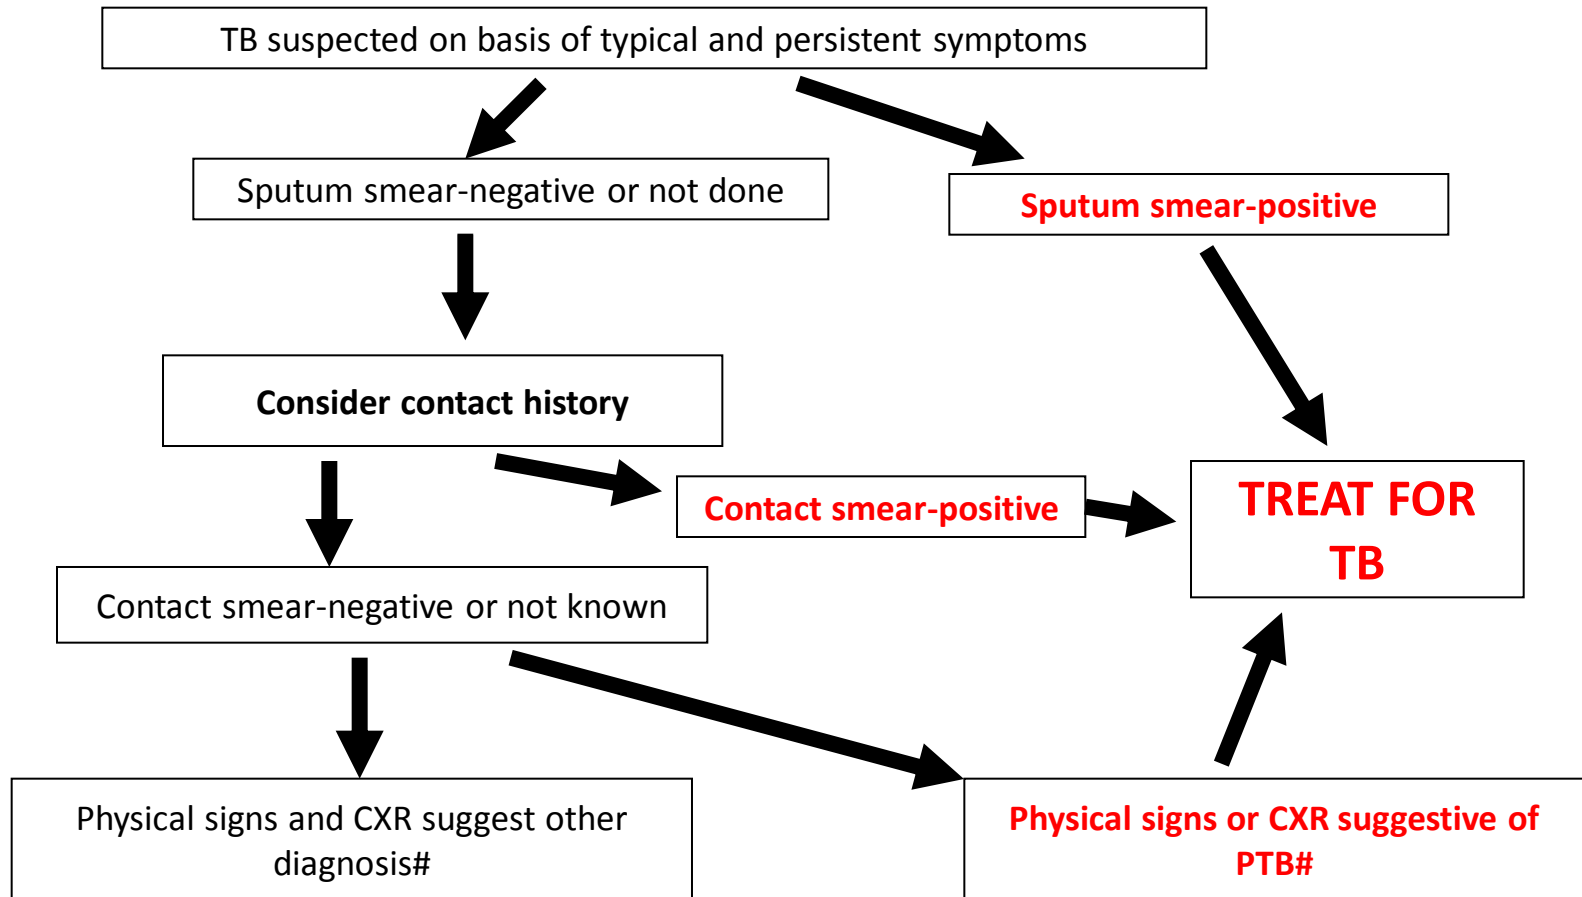 TB suspected on basis of typical and persistent symptoms
Sputum smear-negative or not done
Sputum smear-positive
Consider contact history
Contact smear-positive
TREAT FOR
TB
Contact smear-negative or not known
Physical signs and CXR suggest other
diagnosis#
Physical signs or CXR suggestive of
PTB#